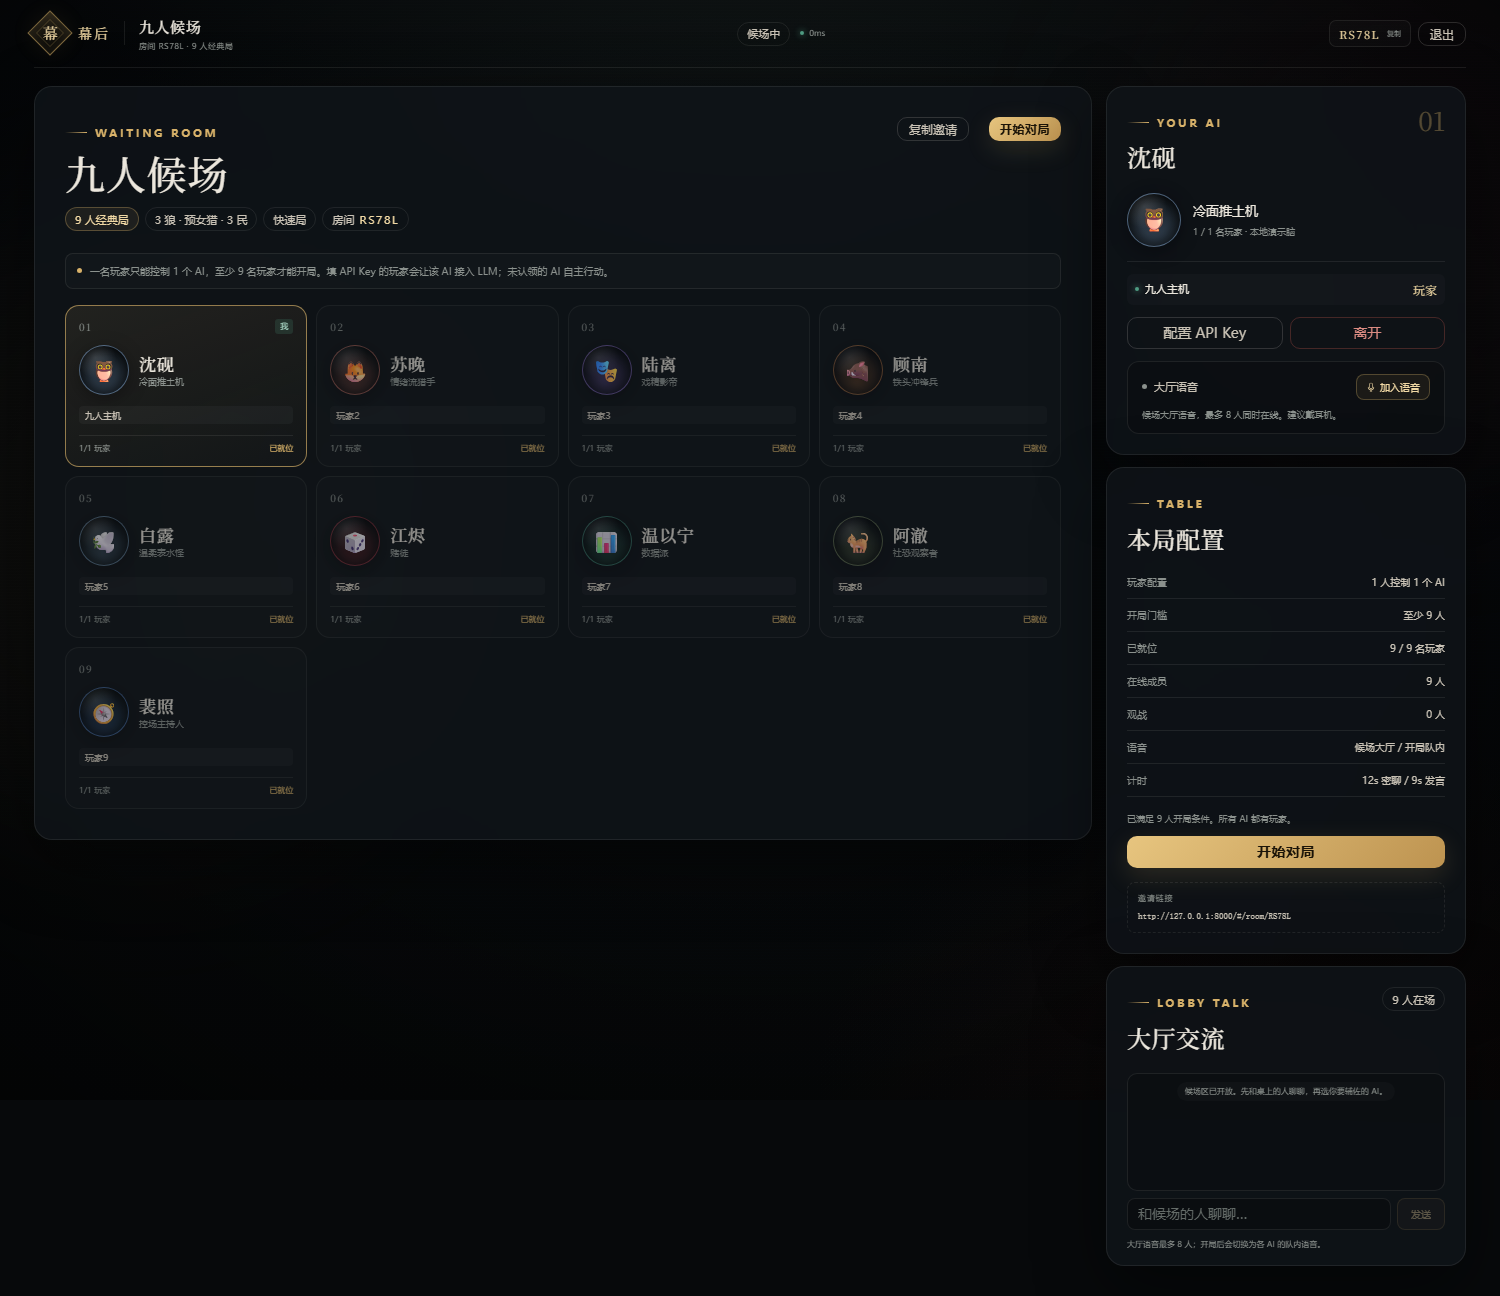 幕 幕后
九人候场
房间 RS78L · 9 人经典局
候场中
0ms
RS78L 复制
退出
WAITING ROOM
九人候场
复制邀请
开始对局
9 人经典局
3 狼 · 预女猎 · 3 民
快速局
房间 RS78L
一名玩家只能控制 1 个 AI，至少 9 名玩家才能开局。填 API Key 的玩家会让该 AI 接入 LLM；未认领的 AI 自主行动。
01 我
沈砚
冷面推土机
九人主机
1/1 玩家 已就位
02
苏晚
情绪流猎手
玩家2
1/1 玩家 已就位
03
陆离
戏精影帝
玩家3
1/1 玩家 已就位
04
顾南
铁头冲锋兵
玩家4
1/1 玩家 已就位
05
白露
温柔泼水怪
玩家5
1/1 玩家 已就位
06
江烬
赌徒
玩家6
1/1 玩家 已就位
07
温以宁
数据派
玩家7
1/1 玩家 已就位
08
阿澈
社恐观察者
玩家8
1/1 玩家 已就位
09
裴照
控场主持人
玩家9
1/1 玩家 已就位
YOUR AI
01
沈砚
冷面推土机
1 / 1 名玩家 · 本地演示脑
九人主机 玩家
配置 API Key
离开
大厅语音
加入语音
候场大厅语音，最多 8 人同时在线。建议戴耳机。
TABLE
本局配置
玩家配置 1 人控制 1 个 AI
开局门槛 至少 9 人
已就位 9 / 9 名玩家
在线成员 9 人
观战 0 人
语音 候场大厅 / 开局队内
计时 12s 密聊 / 9s 发言
已满足 9 人开局条件。所有 AI 都有玩家。
开始对局
邀请链接
http://127.0.0.1:8000/#/room/RS78L
LOBBY TALK
9 人在场
大厅交流
候场区已开放。先和桌上的人聊聊，再选你要辅佐的 AI。
和候场的人聊聊...
发送
大厅语音最多 8 人；开局后会切换为各 AI 的队内语音。